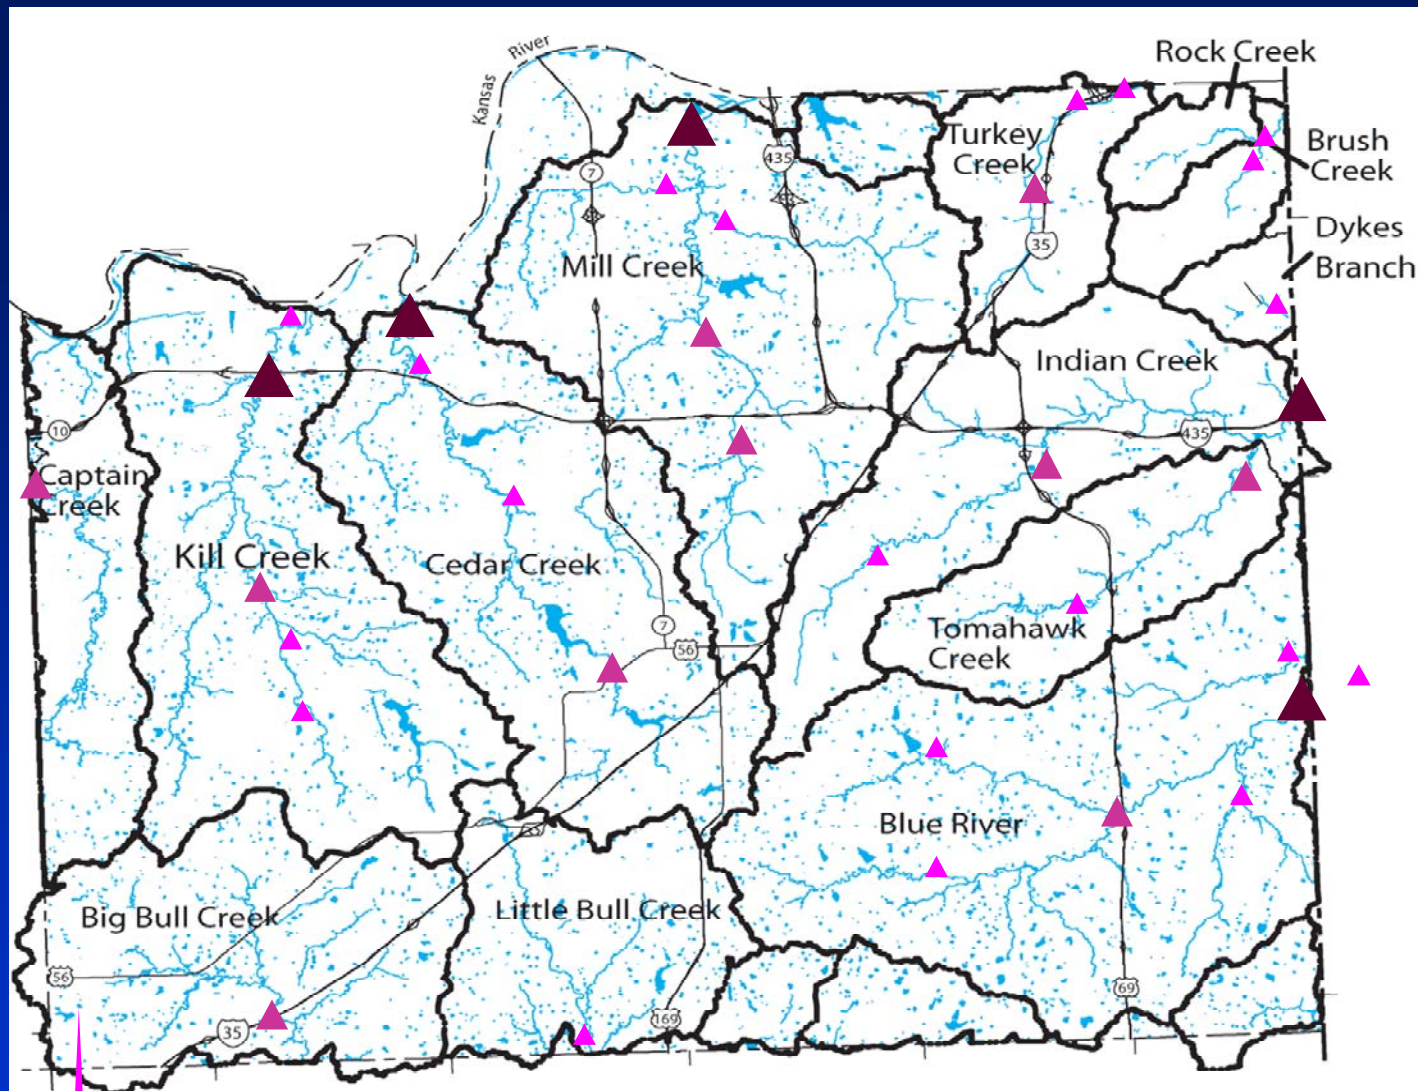 River
Kansas
Rock Creek
Turkey
Creek
Brush
Creek
435
7
Dykes
Branch
35
Mill Creek
Indian Creek
10
435
Captain
Creek
Kill Creek
Cedar Creek
7
56
Tomahawk
Creek
Blue River
Big Bull Creek
Little Bull Creek
56
69
35
169